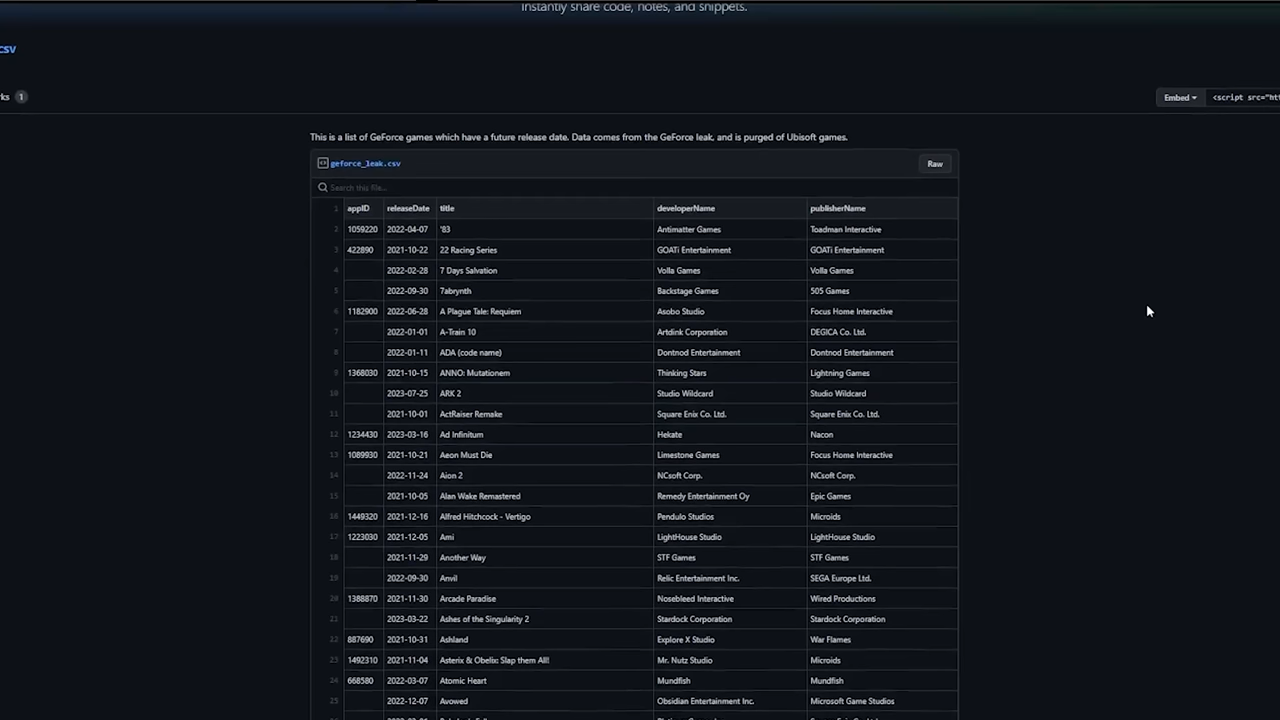 Instantly share code, notes, and snippets.
csv
ks 1
Embed <script src="htt
This is a list of GeForce games which have a future release date. Data comes from the GeForce leak, and is purged of Ubisoft games.
geforce_leak.csv Raw
Search this file...
1 appID releaseDate title developerName publisherName
2 1059220 2022-04-07 '83 Antimatter Games Toadman Interactive
3 422890 2021-10-22 22 Racing Series GOATi Entertainment GOATi Entertainment
4 2022-02-28 7 Days Salvation Volla Games Volla Games
5 2022-09-30 7abrynth Backstage Games 505 Games
6 1182900 2022-06-28 A Plague Tale: Requiem Asobo Studio Focus Home Interactive
7 2022-01-01 A-Train 10 Artdink Corporation DEGICA Co. Ltd.
8 2022-01-11 ADA (code name) Dontnod Entertainment Dontnod Entertainment
9 1368030 2021-10-15 ANNO: Mutationem Thinking Stars Lightning Games
10 2023-07-25 ARK 2 Studio Wildcard Studio Wildcard
11 2021-10-01 ActRaiser Remake Square Enix Co. Ltd. Square Enix Co. Ltd.
12 1234430 2023-03-16 Ad Infinitum Hekate Nacon
13 1089930 2021-10-21 Aeon Must Die Limestone Games Focus Home Interactive
14 2022-11-24 Aion 2 NCsoft Corp. NCsoft Corp.
15 2021-10-05 Alan Wake Remastered Remedy Entertainment Oy Epic Games
16 1449320 2021-12-16 Alfred Hitchcock - Vertigo Pendulo Studios Microids
17 1223030 2021-12-05 Ami LightHouse Studio LightHouse Studio
18 2021-11-29 Another Way STF Games STF Games
19 2022-09-30 Anvil Relic Entertainment Inc. SEGA Europe Ltd.
20 1388870 2021-11-30 Arcade Paradise Nosebleed Interactive Wired Productions
21 2023-03-22 Ashes of the Singularity 2 Stardock Corporation Stardock Corporation
22 887690 2021-10-31 Ashland Explore X Studio War Flames
23 1492310 2021-11-04 Asterix & Obelix: Slap them All! Mr. Nutz Studio Microids
24 668580 2022-03-07 Atomic Heart Mundfish Mundfish
25 2022-12-07 Avowed Obsidian Entertainment Inc. Microsoft Game Studios